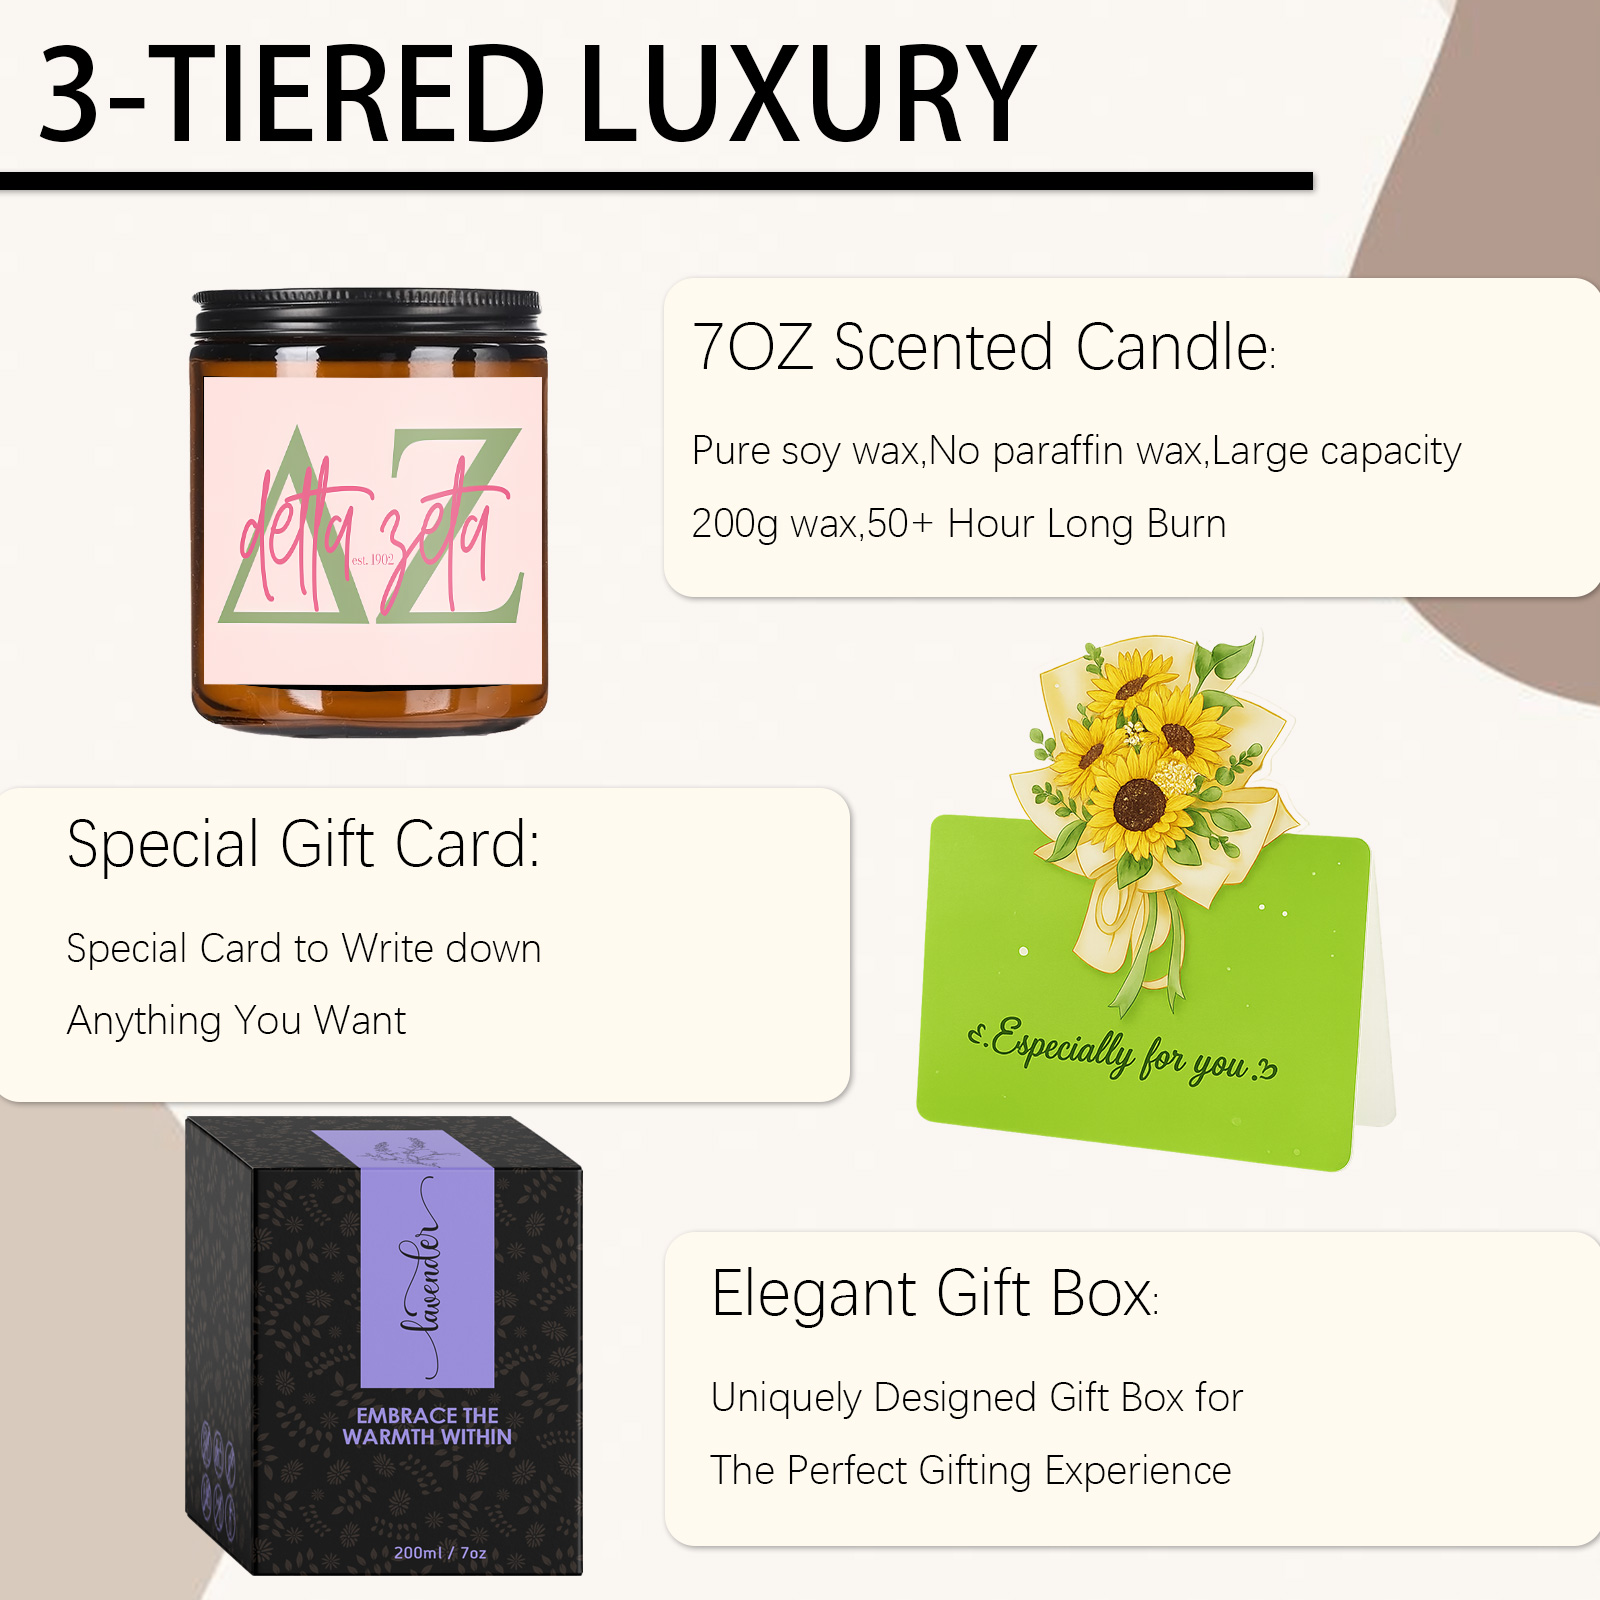 3-TIERED LUXURY
ΔΖ
delta zeta
est. 1902
7OZ Scented Candle:
Pure soy wax,No paraffin wax,Large capacity
200g wax,50+ Hour Long Burn
Special Gift Card:
Special Card to Write down
Anything You Want
Especially for you
lavender
EMBRACE THE
WARMTH WITHIN
200ml / 7oz
Elegant Gift Box:
Uniquely Designed Gift Box for
The Perfect Gifting Experience